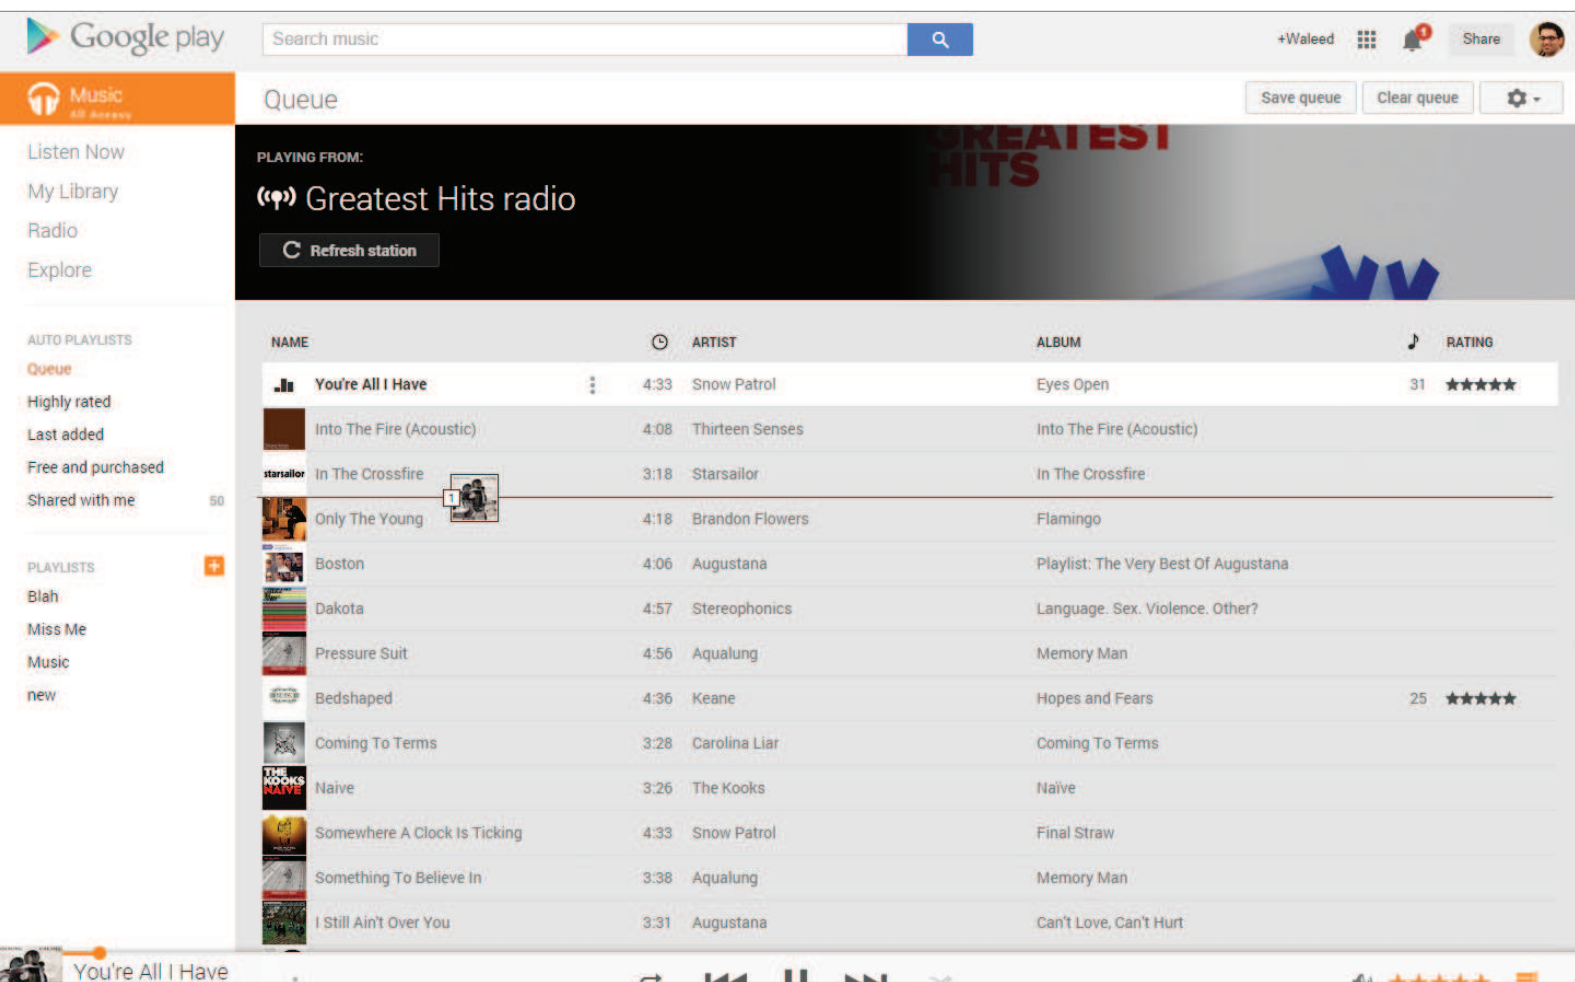 Google play
Search music
+Waleed
1
Share
Music
All Access
Queue
Save queue
Clear queue
Listen Now
My Library
Radio
Explore
AUTO PLAYLISTS
Queue
Highly rated
Last added
Free and purchased
Shared with me 50
PLAYLISTS
Blah
Miss Me
Music
new
GREATEST
HITS
PLAYING FROM:
Greatest Hits radio
Refresh station
NAME ARTIST ALBUM RATING
You're All I Have 4:33 Snow Patrol Eyes Open 31
Into The Fire (Acoustic) 4:08 Thirteen Senses Into The Fire (Acoustic)
starsailor In The Crossfire 3:18 Starsailor In The Crossfire
1
Only The Young 4:18 Brandon Flowers Flamingo
Boston 4:06 Augustana Playlist: The Very Best Of Augustana
Dakota 4:57 Stereophonics Language. Sex. Violence. Other?
Pressure Suit 4:56 Aqualung Memory Man
Bedshaped 4:36 Keane Hopes and Fears 25
Coming To Terms 3:28 Carolina Liar Coming To Terms
THE
KOOKS
NAIVE
Naive 3:26 The Kooks Naïve
Somewhere A Clock Is Ticking 4:33 Snow Patrol Final Straw
Something To Believe In 3:38 Aqualung Memory Man
I Still Ain't Over You 3:31 Augustana Can't Love, Can't Hurt
You're All I Have